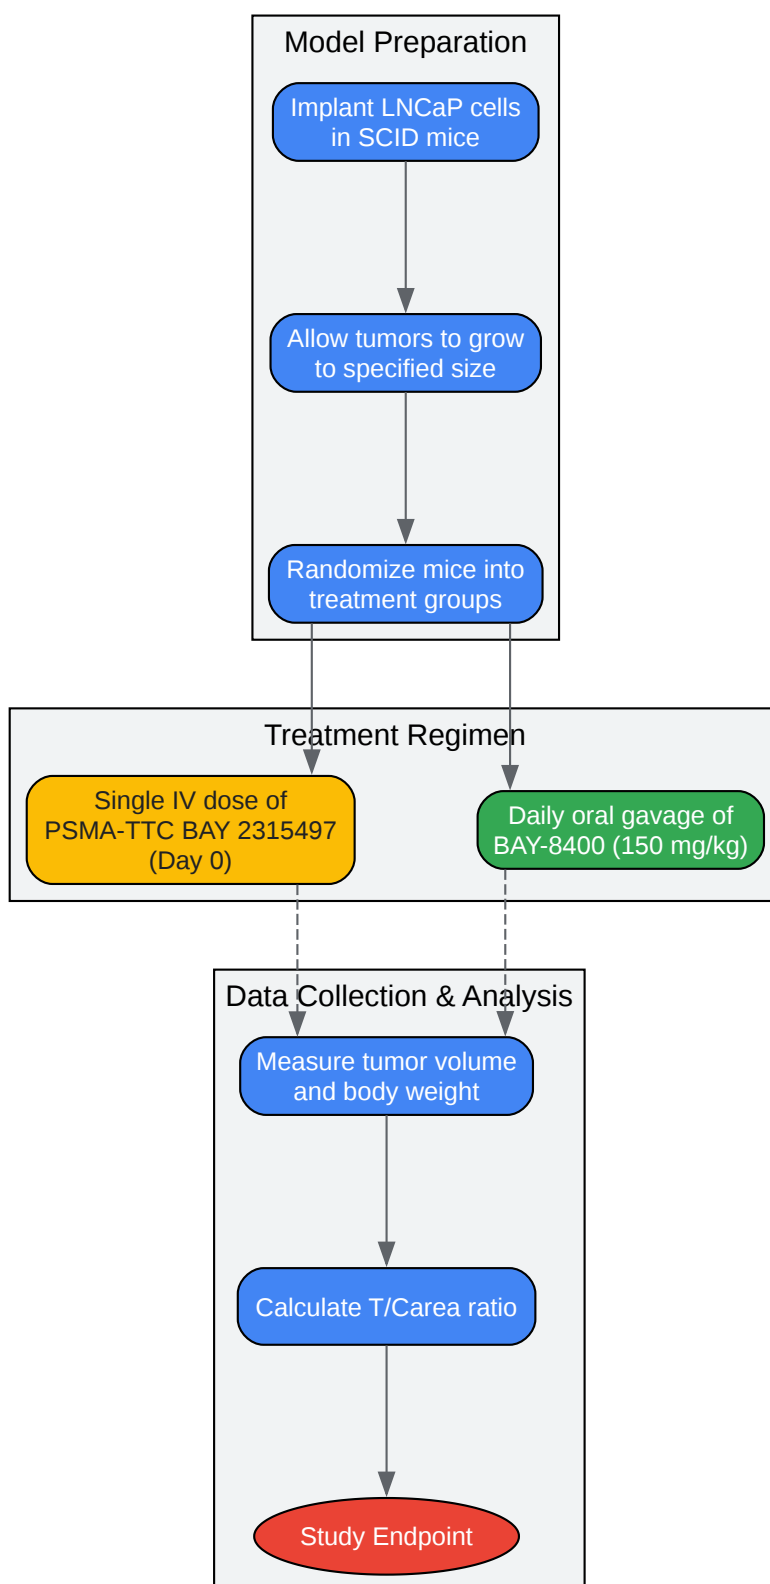 Model Preparation
Implant LNCaP cells
in SCID mice
Allow tumors to grow
to specified size
Randomize mice into
treatment groups
Treatment Regimen
Single IV dose of
PSMA-TTC BAY 2315497
(Day 0)
Daily oral gavage of
BAY-8400 (150 mg/kg)
Data Collection & Analysis
Measure tumor volume
and body weight
Calculate T/Carea ratio
Study Endpoint